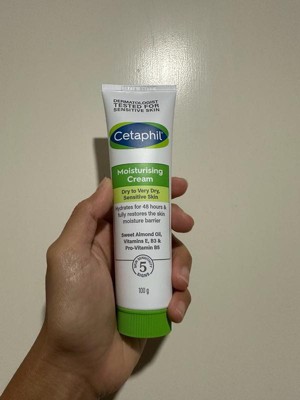 DERMATOLOGIST
TESTED FOR
SENSITIVE SKIN
Cetaphil
Moisturising
Cream
Dry to Very Dry,
Sensitive Skin
Hydrates for 48 hours &
fully restores the skin
moisture barrier
Sweet Almond Oil,
Vitamins E, B3 &
Pro-Vitamin B5
5
SIGNS
100 g